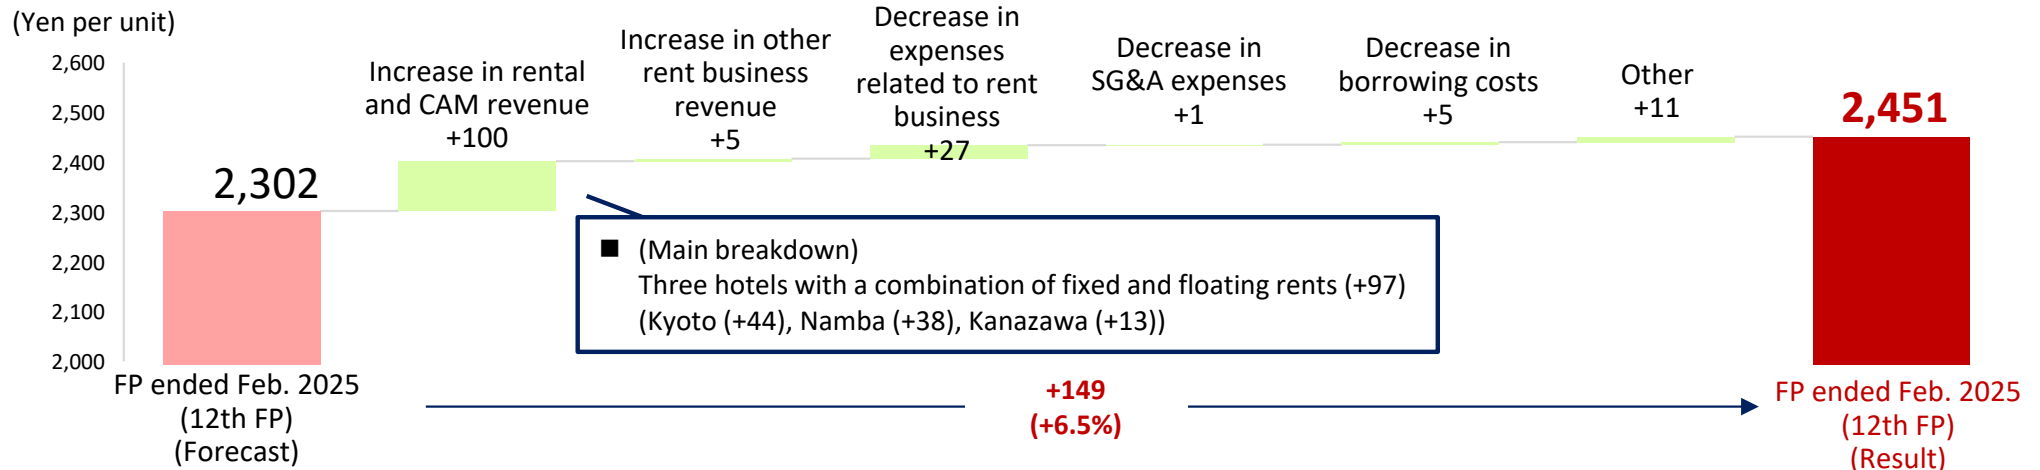 (Yen per unit)
2,600
2,500
2,400
2,300
2,200
2,100
2,000
2,302
Increase in rental
and CAM revenue
+100
Increase in other
rent business
revenue
+5
Decrease in
expenses
related to rent
business
+27
Decrease in
SG&A expenses
+1
Decrease in
borrowing costs
+5
Other
+11
2,451
■ (Main breakdown)
Three hotels with a combination of fixed and floating rents (+97)
(Kyoto (+44), Namba (+38), Kanazawa (+13))
FP ended Feb. 2025
(12th FP)
(Forecast)
+149
(+6.5%)
FP ended Feb. 2025
(12th FP)
(Result)